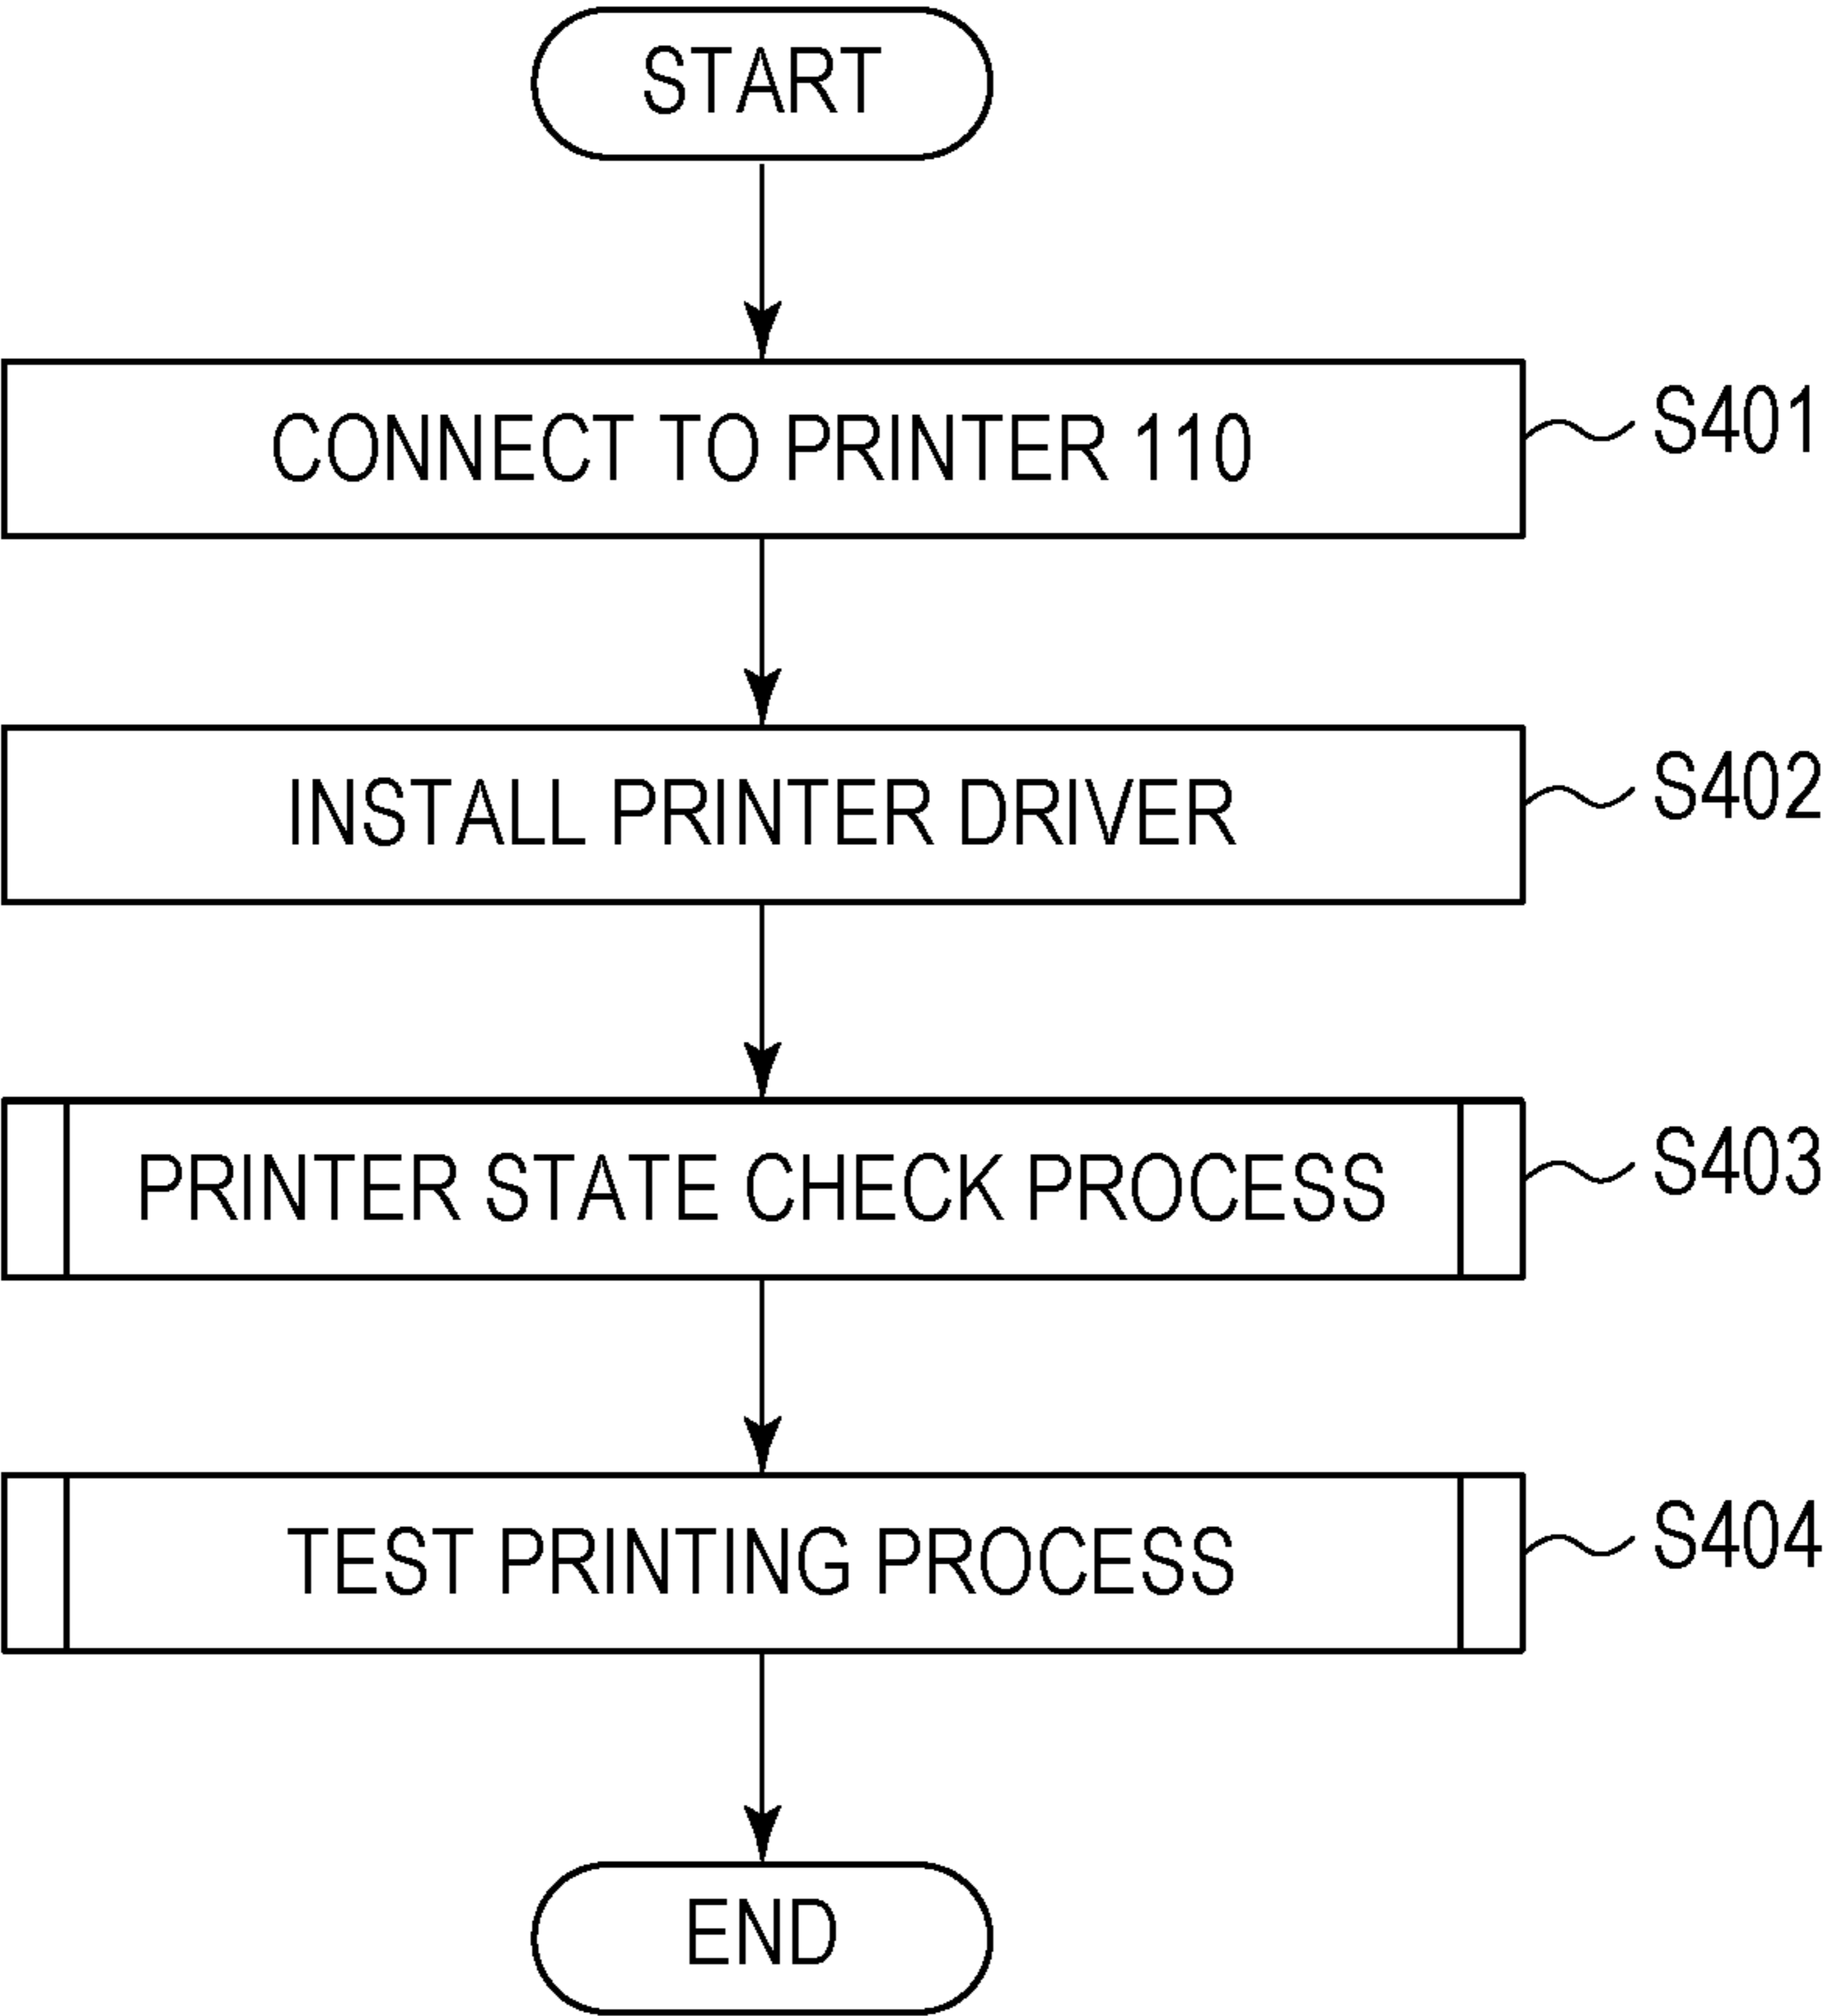 START
CONNECT TO PRINTER 110
S401
INSTALL PRINTER DRIVER
S402
PRINTER STATE CHECK PROCESS
S403
TEST PRINTING PROCESS
S404
END